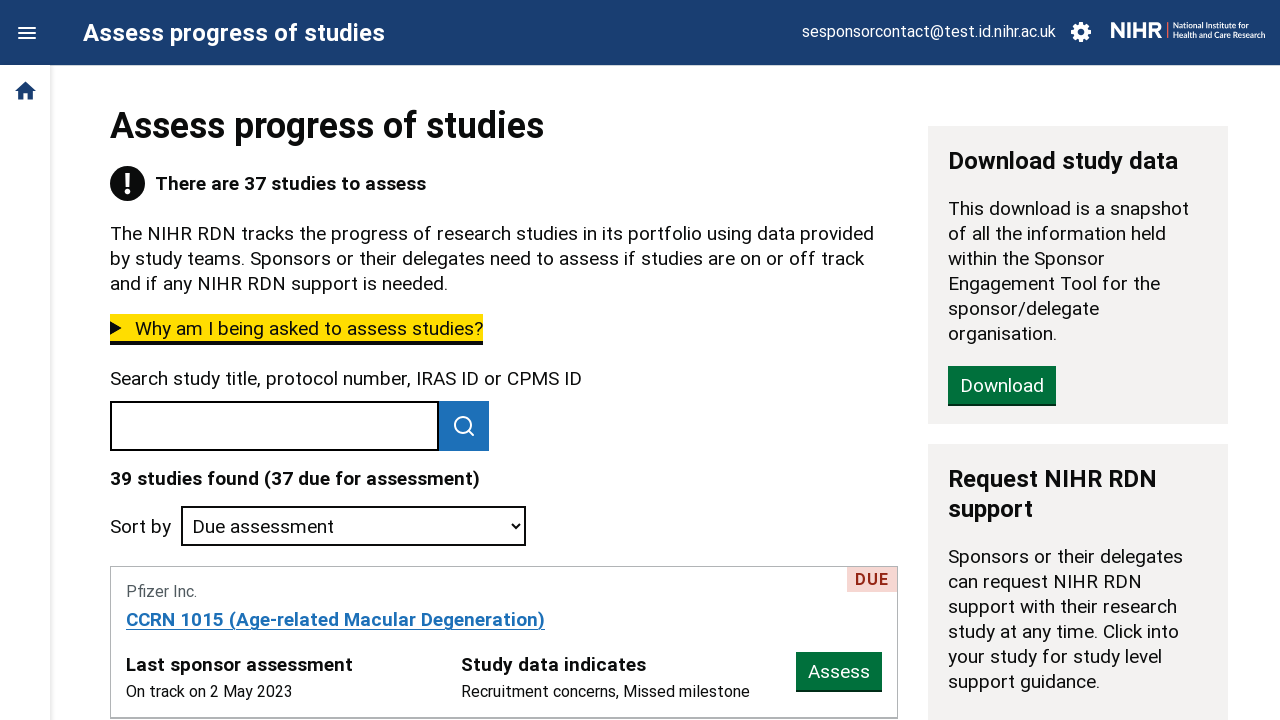 Assess progress of studies
sesponsorcontact@test.id.nihr.ac.uk
NIHR National Institute for
Health and Care Research
Assess progress of studies
! There are 37 studies to assess
The NIHR RDN tracks the progress of research studies in its portfolio using data provided
by study teams. Sponsors or their delegates need to assess if studies are on or off track
and if any NIHR RDN support is needed.
Why am I being asked to assess studies?
Search study title, protocol number, IRAS ID or CPMS ID
39 studies found (37 due for assessment)
Sort by Due assessment
DUE
Pfizer Inc.
CCRN 1015 (Age-related Macular Degeneration)
Last sponsor assessment
On track on 2 May 2023
Study data indicates
Recruitment concerns, Missed milestone
Assess
Download study data
This download is a snapshot
of all the information held
within the Sponsor
Engagement Tool for the
sponsor/delegate
organisation.
Download
Request NIHR RDN
support
Sponsors or their delegates
can request NIHR RDN
support with their research
study at any time. Click into
your study for study level
support guidance.